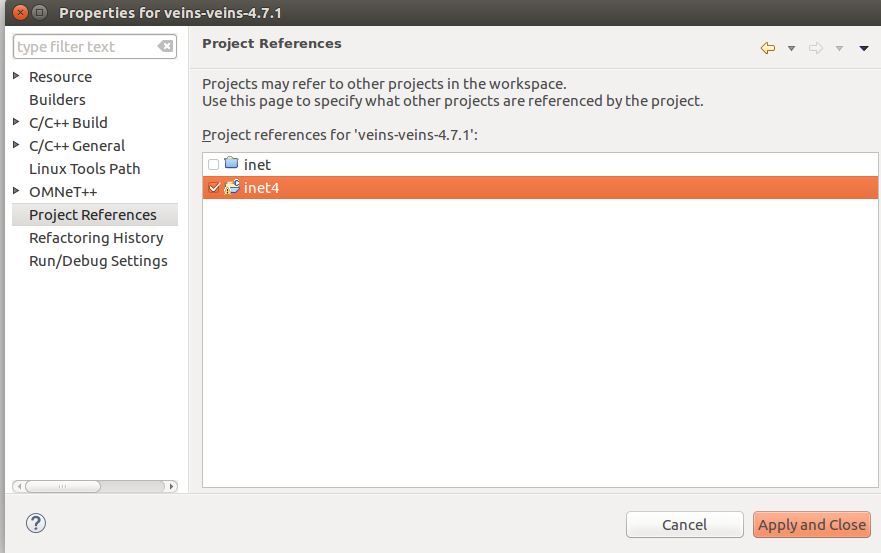 Properties for veins-veins-4.7.1
type filter text
Resource
Builders
C/C++ Build
C/C++ General
Linux Tools Path
OMNeT++
Project References
Refactoring History
Run/Debug Settings
Project References
Projects may refer to other projects in the workspace.
Use this page to specify what other projects are referenced by the project.
Project references for 'veins-veins-4.7.1':
inet
inet4
?
Cancel
Apply and Close